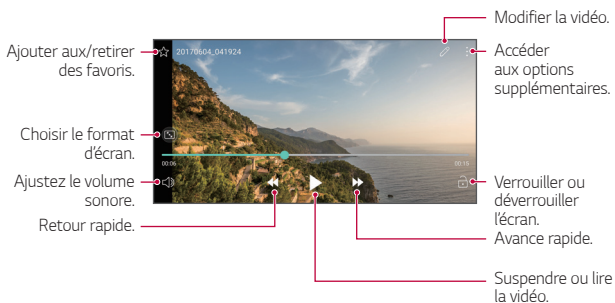 Modifier la vidéo.
Ajouter aux/retirer
des favoris.
20170604_041924
Accéder
aux options
supplémentaires.
Choisir le format
d'écran.
00:06
00:15
Ajustez le volume
sonore.
Verrouiller ou
déverrouiller
l'écran.
Retour rapide.
Avance rapide.
Suspendre ou lire
la vidéo.